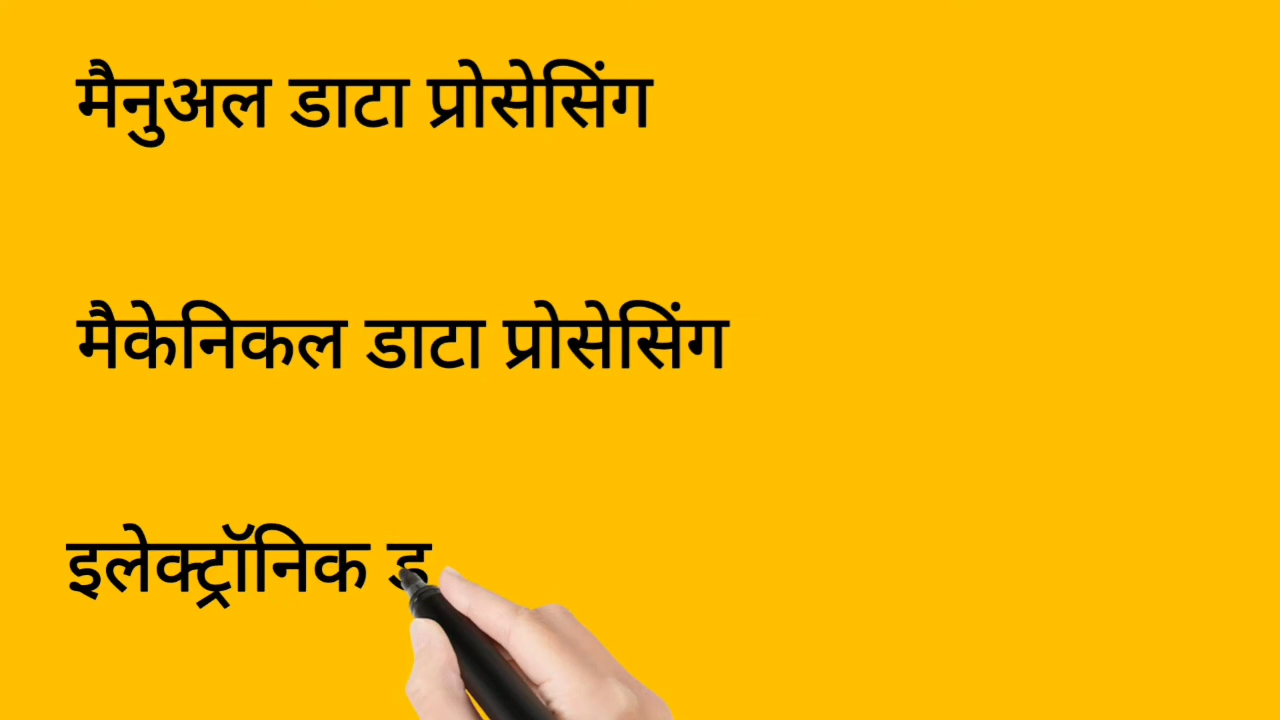 मैनुअल डाटा प्रोसेसिंग
मैकेनिकल डाटा प्रोसेसिंग
इलेक्ट्रॉनिक ड